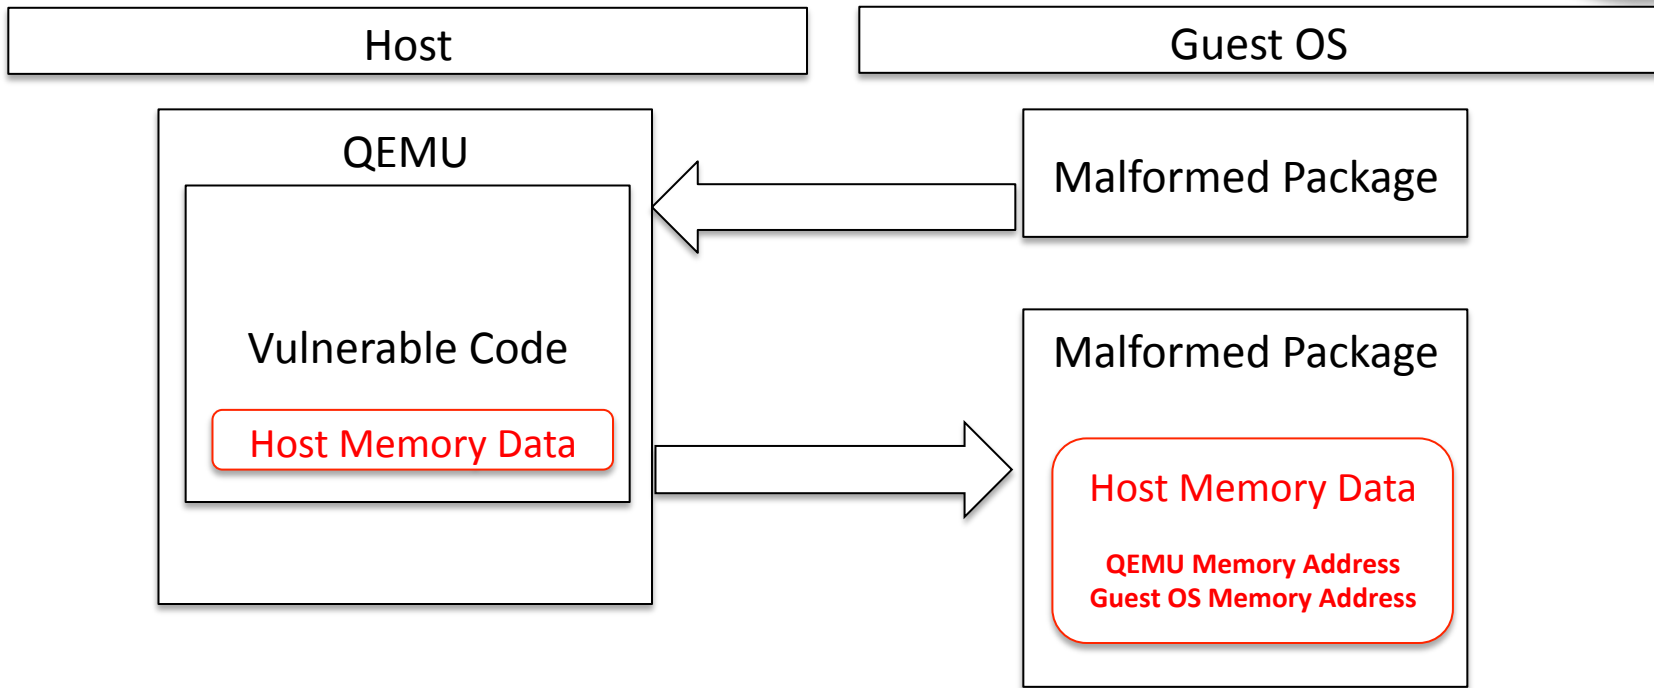 Host
Guest OS
QEMU
Vulnerable Code
Host Memory Data
Malformed Package
Malformed Package
Host Memory Data
QEMU Memory Address
Guest OS Memory Address